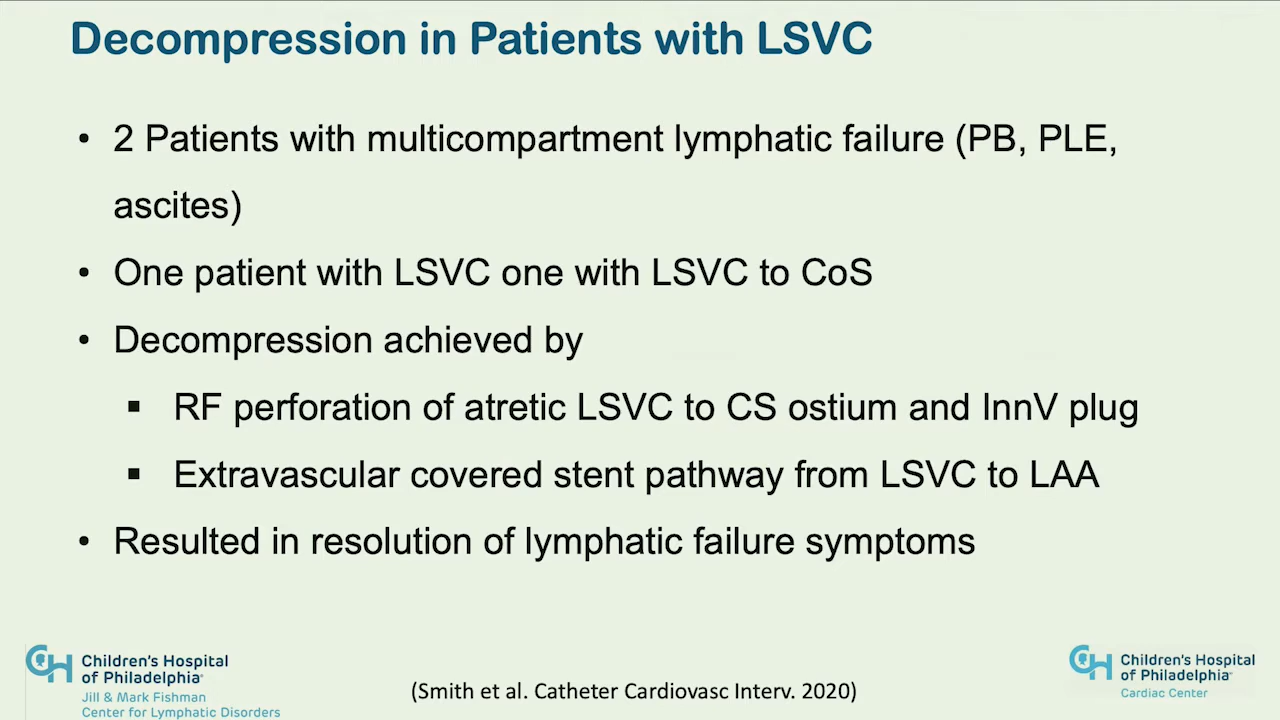 Decompression in Patients with LSVC
• 2 Patients with multicompartment lymphatic failure (PB, PLE,
ascites)
• One patient with LSVC one with LSVC to CoS
• Decompression achieved by
▪ RF perforation of atretic LSVC to CS ostium and InnV plug
▪ Extravascular covered stent pathway from LSVC to LAA
• Resulted in resolution of lymphatic failure symptoms
CH Children's Hospital
of Philadelphia
Jill & Mark Fishman
Center for Lymphatic Disorders
(Smith et al. Catheter Cardiovasc Interv. 2020)
CH Children's Hospital
of Philadelphia
Cardiac Center